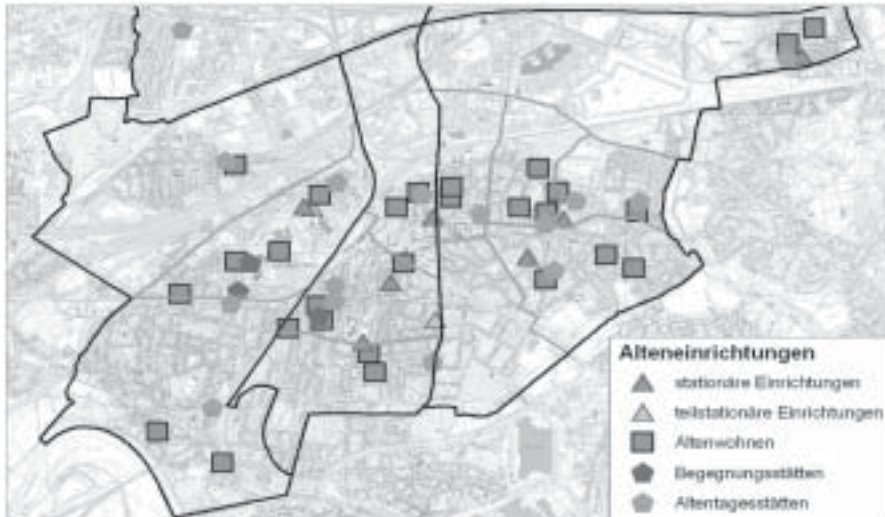 Alteneinrichtungen
stationäre Einrichtungen
teilstationäre Einrichtungen
Altenwohnen
Begegnungsstätten
Altentagesstätten